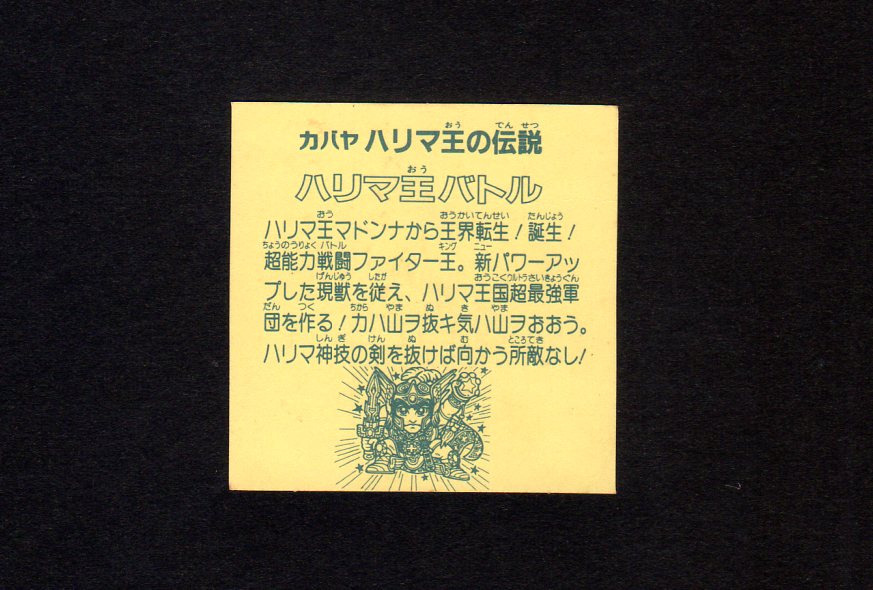 カバヤ ハリマ王の伝説
ハリマ王バトル
ハリマ王マドンナから王界転生!誕生!
超能力戦闘ファイター王。新パワーアッ
プした現獣を従え、ハリマ王国超最強軍
団を作る!力ハ山ヲ抜キ気ハ山ヲおおう。
ハリマ神技の剣を抜けば向かう所敵なし!